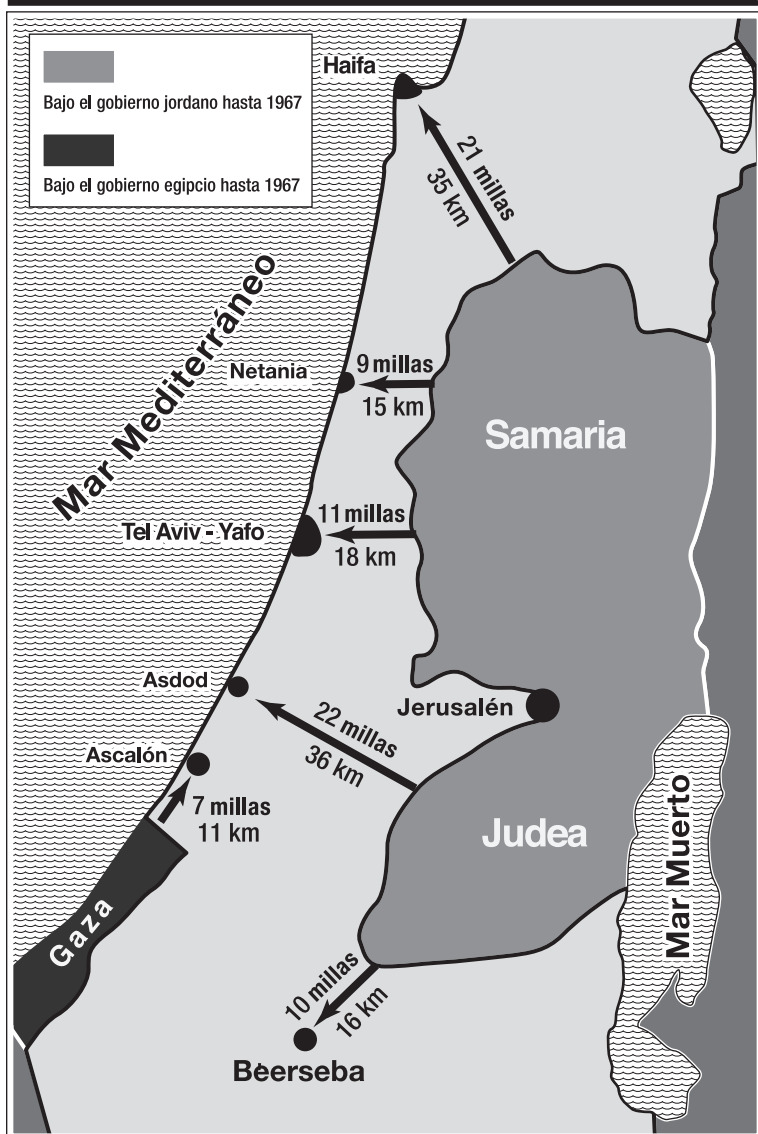 Haifa
Bajo el gobierno jordano hasta 1967
Bajo el gobierno egipcio hasta 1967
21 millas
35 km
Mar Mediterráneo
Netania
9 millas
15 km
Samaria
Tel Aviv - Yafo
11 millas
18 km
Asdod
Jerusalén
22 millas
36 km
Ascalón
7 millas
11 km
Judea
Mar Muerto
Gaza
10 millas
16 km
Beerseba